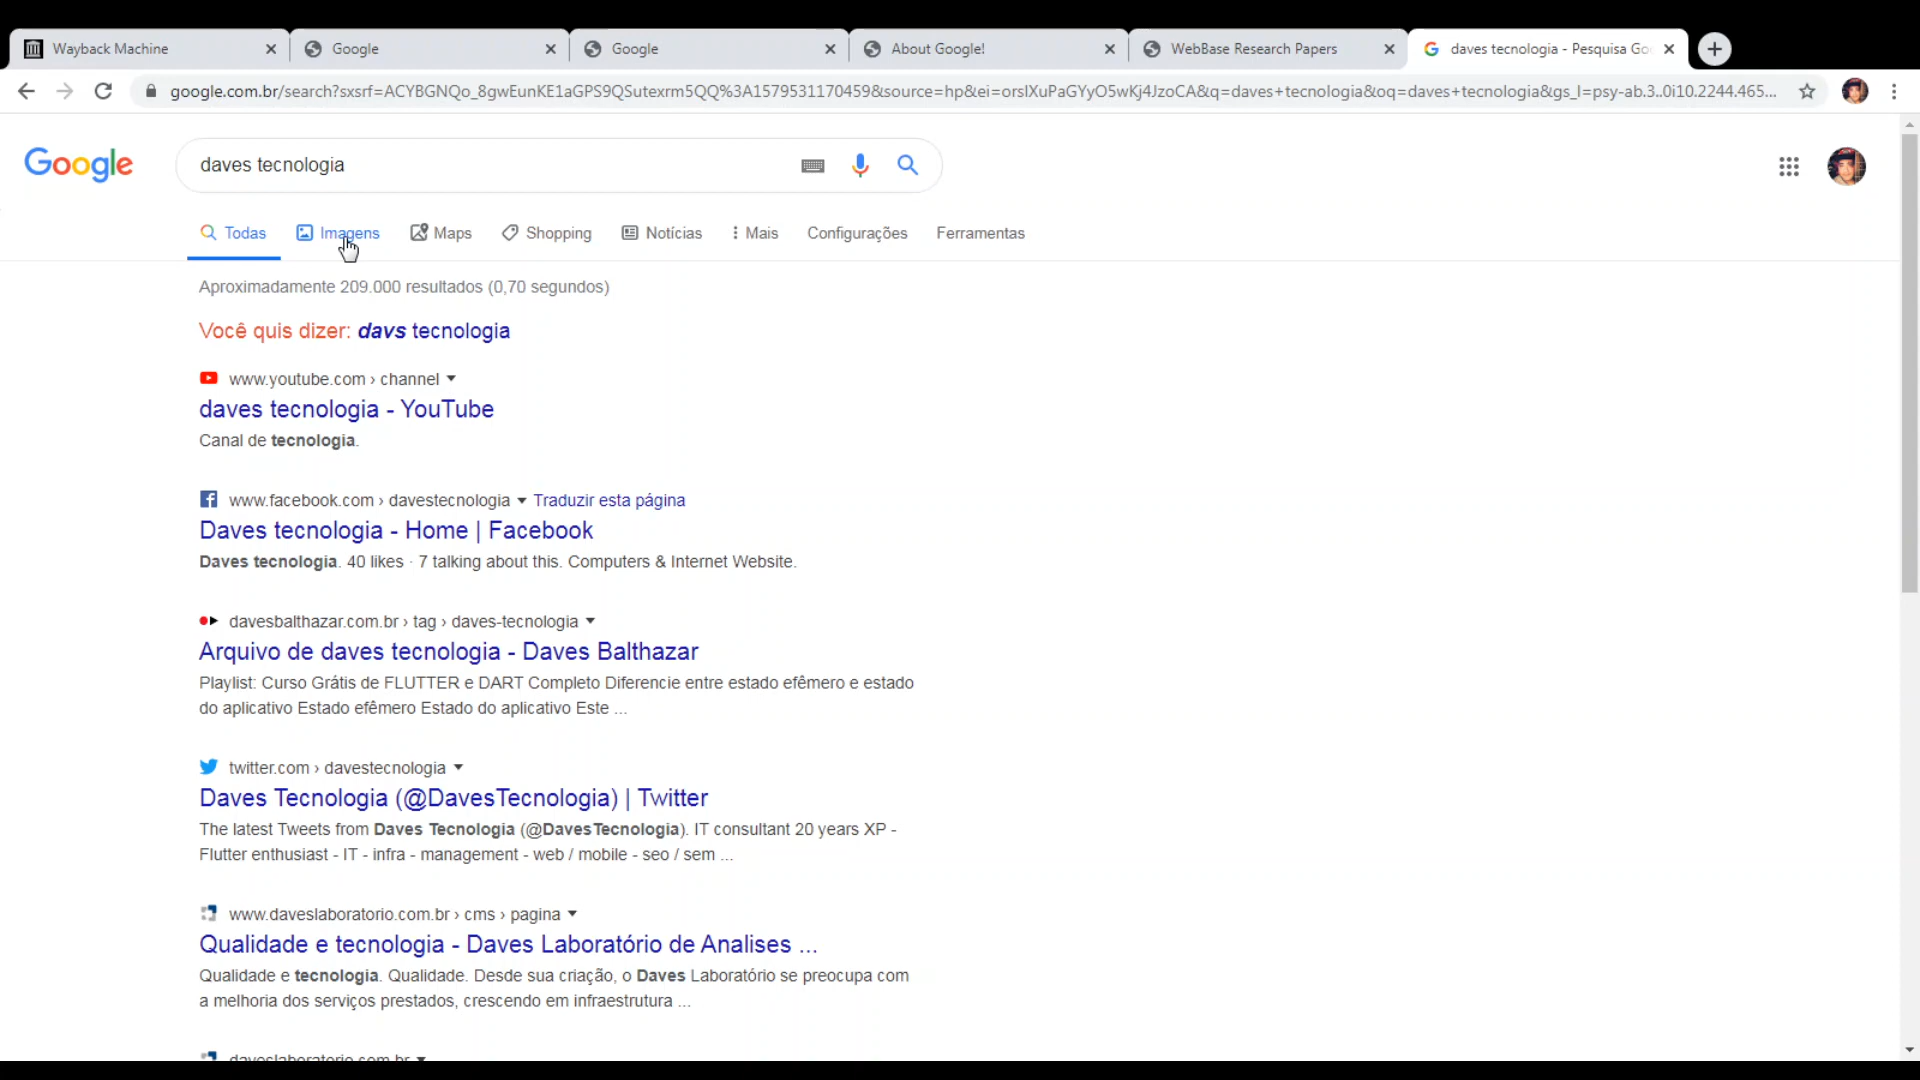 Wayback Machine
Google
Google
About Google!
WebBase Research Papers
daves tecnologia - Pesquisa Go
google.com.br/search?sxsrf=ACYBGNQo_8gwEunKE1aGPS9QSutexrm5QQ%3A1579531170459&source=hp&ei=orslXuPaGYyO5wKj4JzoCA&q=daves+tecnologia&oq=daves+tecnologia&gs_l=psy-ab.3..0i10.2244.465...
Google
daves tecnologia
Todas
Imagens
Maps
Shopping
Notícias
Mais
Configurações
Ferramentas
Aproximadamente 209.000 resultados (0,70 segundos)
Você quis dizer: davs tecnologia
www.youtube.com › channel
daves tecnologia - YouTube
Canal de tecnologia.
www.facebook.com › davestecnologia Traduzir esta página
Daves tecnologia - Home | Facebook
Daves tecnologia. 40 likes · 7 talking about this. Computers & Internet Website.
davesbalthazar.com.br › tag › daves-tecnologia
Arquivo de daves tecnologia - Daves Balthazar
Playlist: Curso Grátis de FLUTTER e DART Completo Diferencie entre estado efêmero e estado
do aplicativo Estado efêmero Estado do aplicativo Este ...
twitter.com › davestecnologia
Daves Tecnologia (@DavesTecnologia) | Twitter
The latest Tweets from Daves Tecnologia (@DavesTecnologia). IT consultant 20 years XP -
Flutter enthusiast - IT - infra - management - web / mobile - seo / sem ...
www.daveslaboratorio.com.br › cms › pagina
Qualidade e tecnologia - Daves Laboratório de Analises ...
Qualidade e tecnologia. Qualidade. Desde sua criação, o Daves Laboratório se preocupa com
a melhoria dos serviços prestados, crescendo em infraestrutura ...
daveslaboratorio.com.br